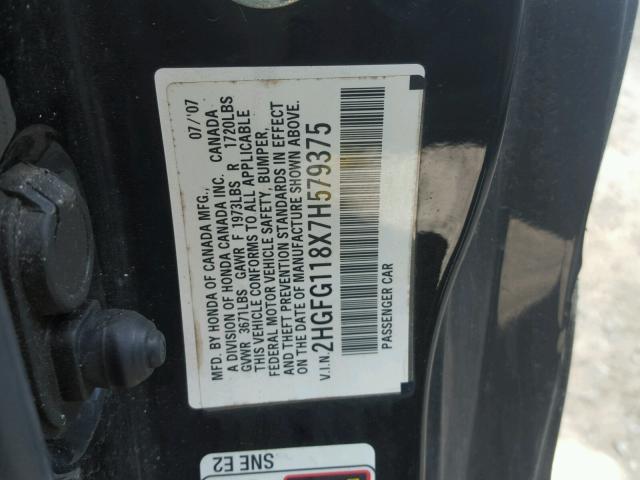 07/'07
MFD. BY HONDA OF CANADA MFG.,
A DIVISION OF HONDA CANADA INC. CANADA
GVWR 3671LBS GAWR F 1973LBS R 1720LBS
THIS VEHICLE CONFORMS TO ALL APPLICABLE
FEDERAL MOTOR VEHICLE SAFETY, BUMPER,
AND THEFT PREVENTION STANDARDS IN EFFECT
ON THE DATE OF MANUFACTURE SHOWN ABOVE.
V.I.N. 2HGFG118X7H579375
PASSENGER CAR
SNE E2